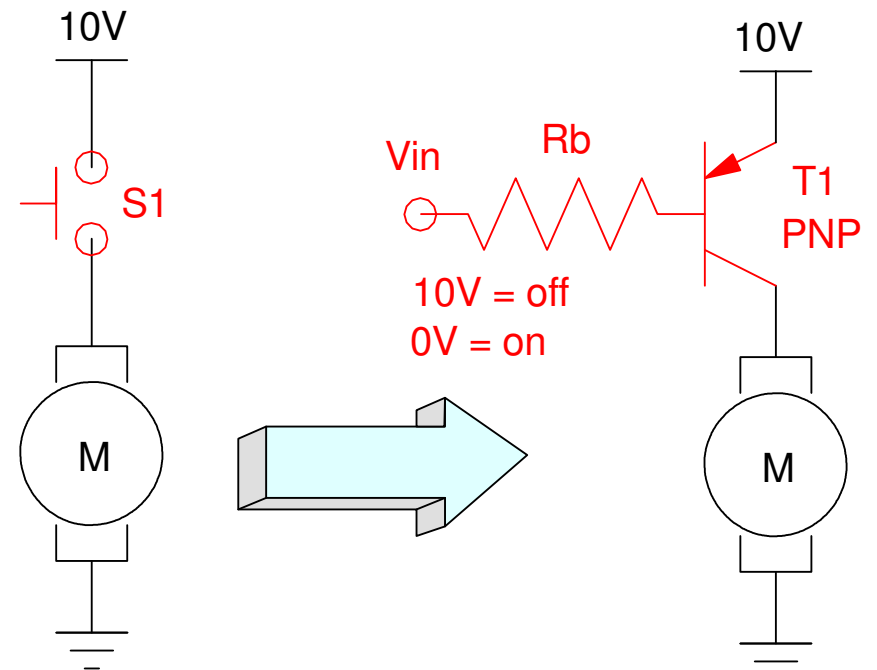 10V
S1
M
10V
Vin
Rb
T1
PNP
10V = off
0V = on
M